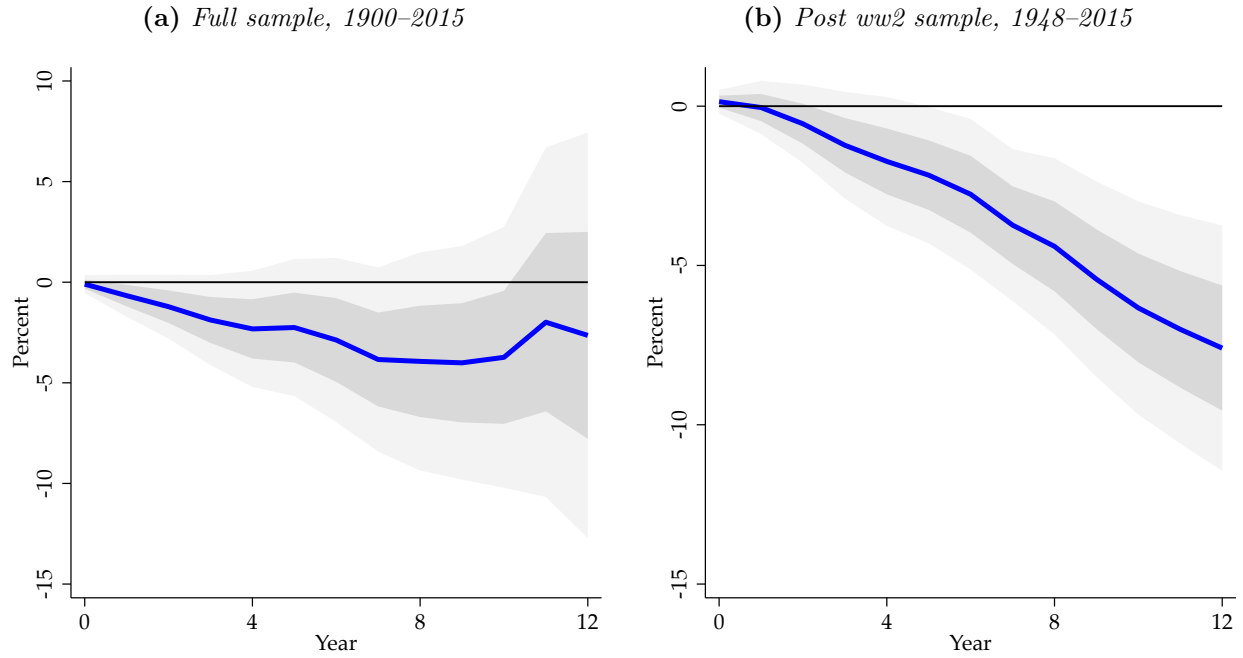 (a) Full sample, 1900–2015
10
5
0
-5
-10
-15
Percent
0 4 8 12
Year
(b) Post ww2 sample, 1948–2015
0
-5
-10
-15
Percent
0 4 8 12
Year